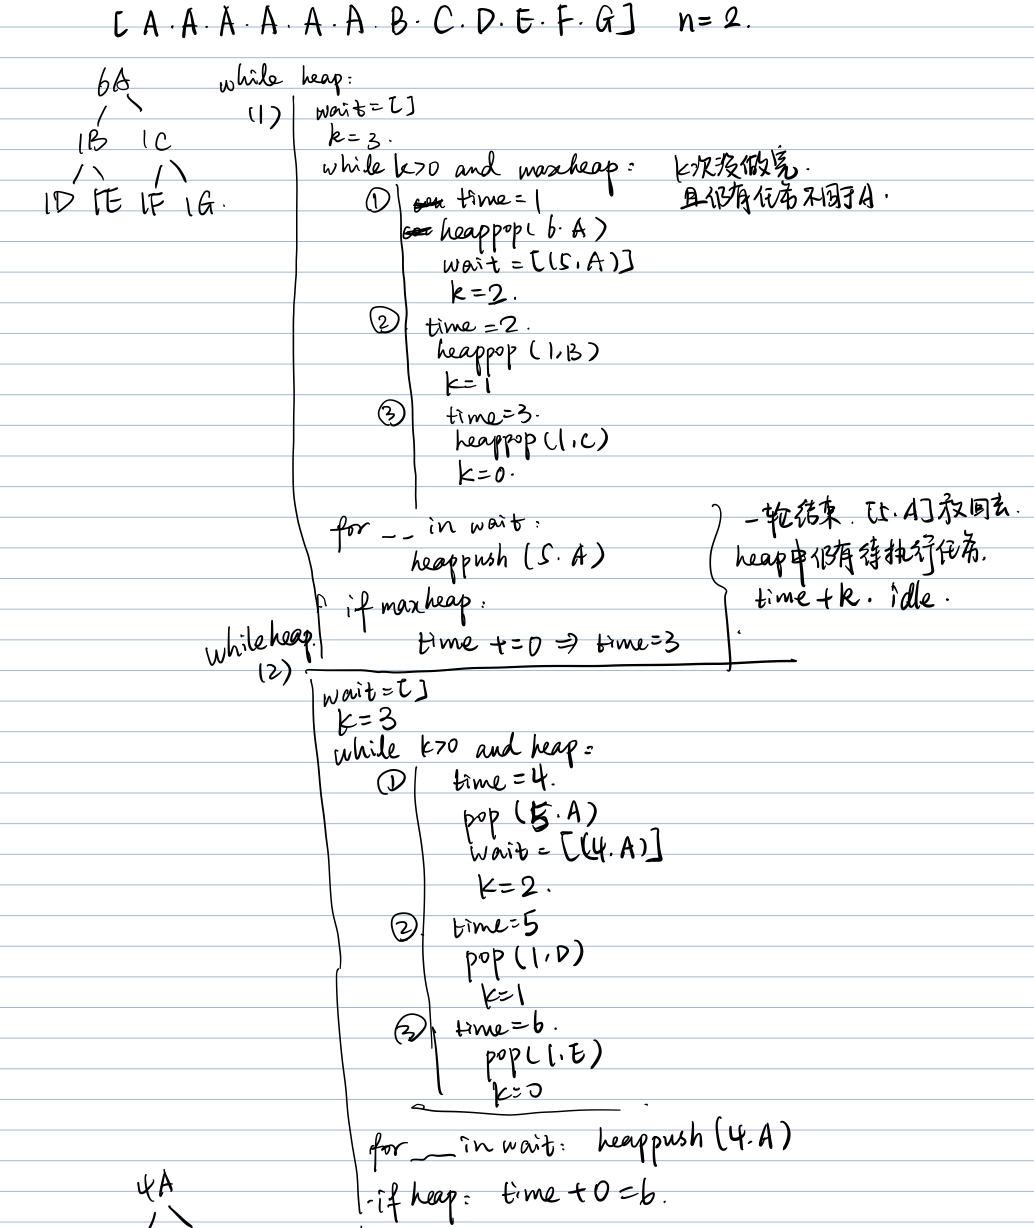 [A.A.A.A.A.A.B.C.D.E.F.G] n=2.
6A
1B 1C
1D 1E 1F 1G.
while heap:
(1)
wait=[]
k=3.
while k>0 and maxheap: k次没做完.
且仍有任务不同于A.
① time=1
heappop(6.A)
wait=[(5.A)]
k=2.
② time=2.
heappop(1,B)
k=1
③ time=3.
heappop(1,C)
k=0.
for _ _ in wait:
heappush(5.A)
if maxheap:
time +=0 ⇒ time=3
一轮结束. [5.A]放回去.
heap中仍有待执行任务.
time+k. idle.
while heap.
(2)
wait=[]
k=3
while k>0 and heap=
① time=4.
pop(5.A)
wait=[(4.A)]
k=2.
② time=5
pop(1,D)
k=1
③ time=6.
pop(1,E)
k=0
for __ in wait: heappush(4.A)
if heap: time+0=6.
4A